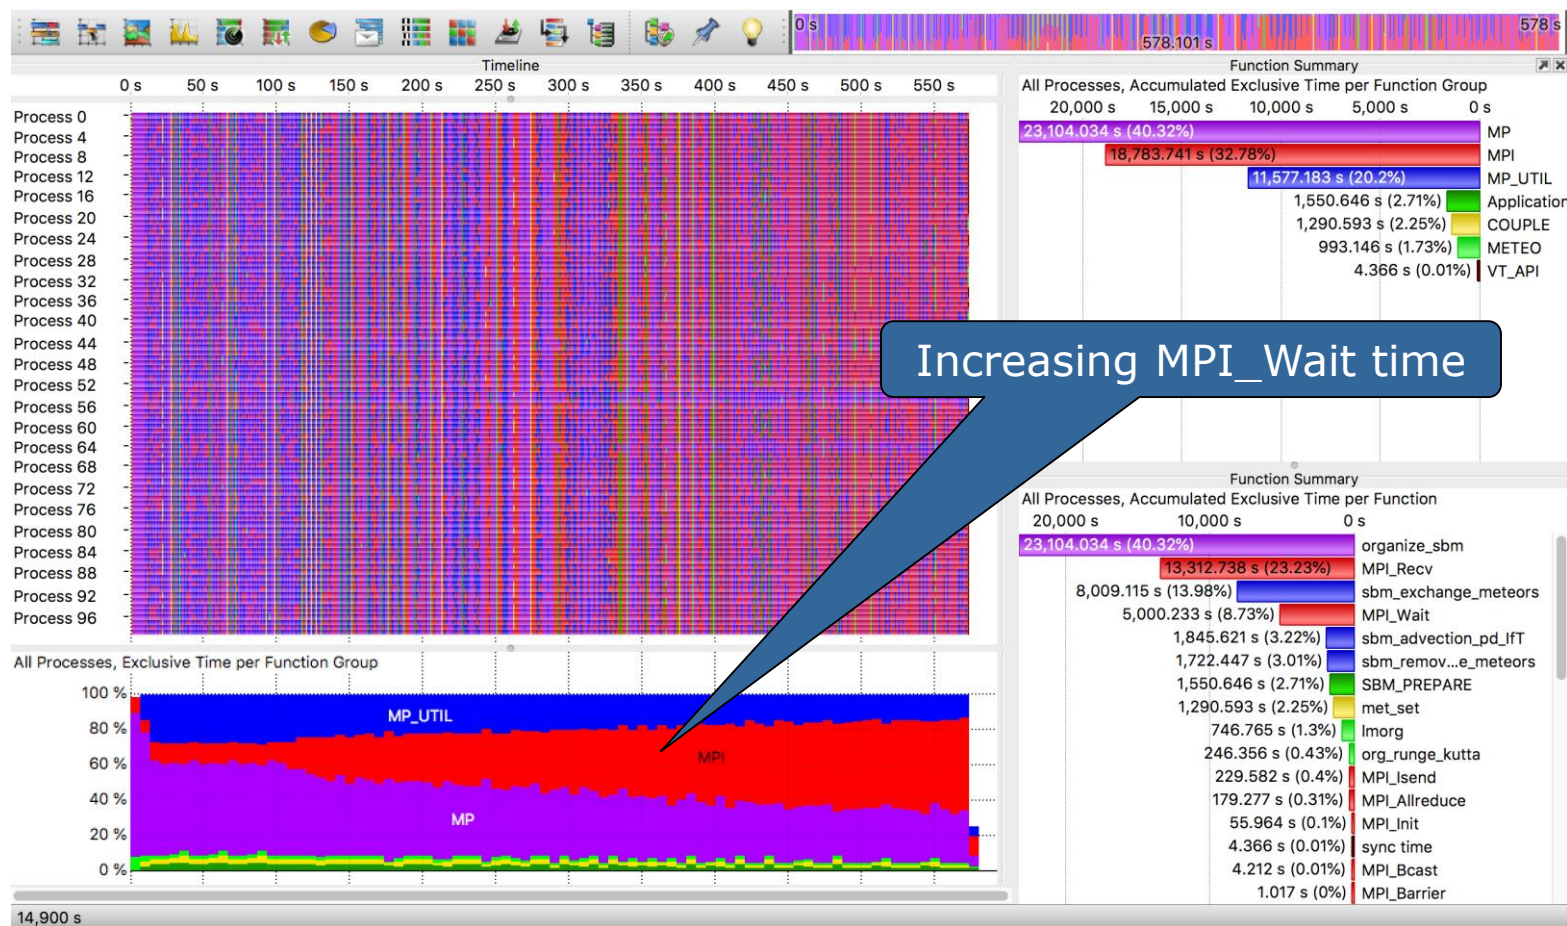 0 s
578.101 s
578 s
Timeline
0 s 50 s 100 s 150 s 200 s 250 s 300 s 350 s 400 s 450 s 500 s 550 s
Process 0
Process 4
Process 8
Process 12
Process 16
Process 20
Process 24
Process 28
Process 32
Process 36
Process 40
Process 44
Process 48
Process 52
Process 56
Process 60
Process 64
Process 68
Process 72
Process 76
Process 80
Process 84
Process 88
Process 92
Process 96
All Processes, Exclusive Time per Function Group
100 %
80 %
60 %
40 %
20 %
0 %
MP_UTIL
MPI
MP
Function Summary
All Processes, Accumulated Exclusive Time per Function Group
20,000 s 15,000 s 10,000 s 5,000 s 0 s
23,104.034 s (40.32%) MP
18,783.741 s (32.78%) MPI
11,577.183 s (20.2%) MP_UTIL
1,550.646 s (2.71%) Application
1,290.593 s (2.25%) COUPLE
993.146 s (1.73%) METEO
4.366 s (0.01%) VT_API
Increasing MPI_Wait time
Function Summary
All Processes, Accumulated Exclusive Time per Function
20,000 s 10,000 s 0 s
23,104.034 s (40.32%) organize_sbm
13,312.738 s (23.23%) MPI_Recv
8,009.115 s (13.98%) sbm_exchange_meteors
5,000.233 s (8.73%) MPI_Wait
1,845.621 s (3.22%) sbm_advection_pd_lfT
1,722.447 s (3.01%) sbm_remov...e_meteors
1,550.646 s (2.71%) SBM_PREPARE
1,290.593 s (2.25%) met_set
746.765 s (1.3%) lmorg
246.356 s (0.43%) org_runge_kutta
229.582 s (0.4%) MPI_Isend
179.277 s (0.31%) MPI_Allreduce
55.964 s (0.1%) MPI_Init
4.366 s (0.01%) sync time
4.212 s (0.01%) MPI_Bcast
1.017 s (0%) MPI_Barrier
14,900 s